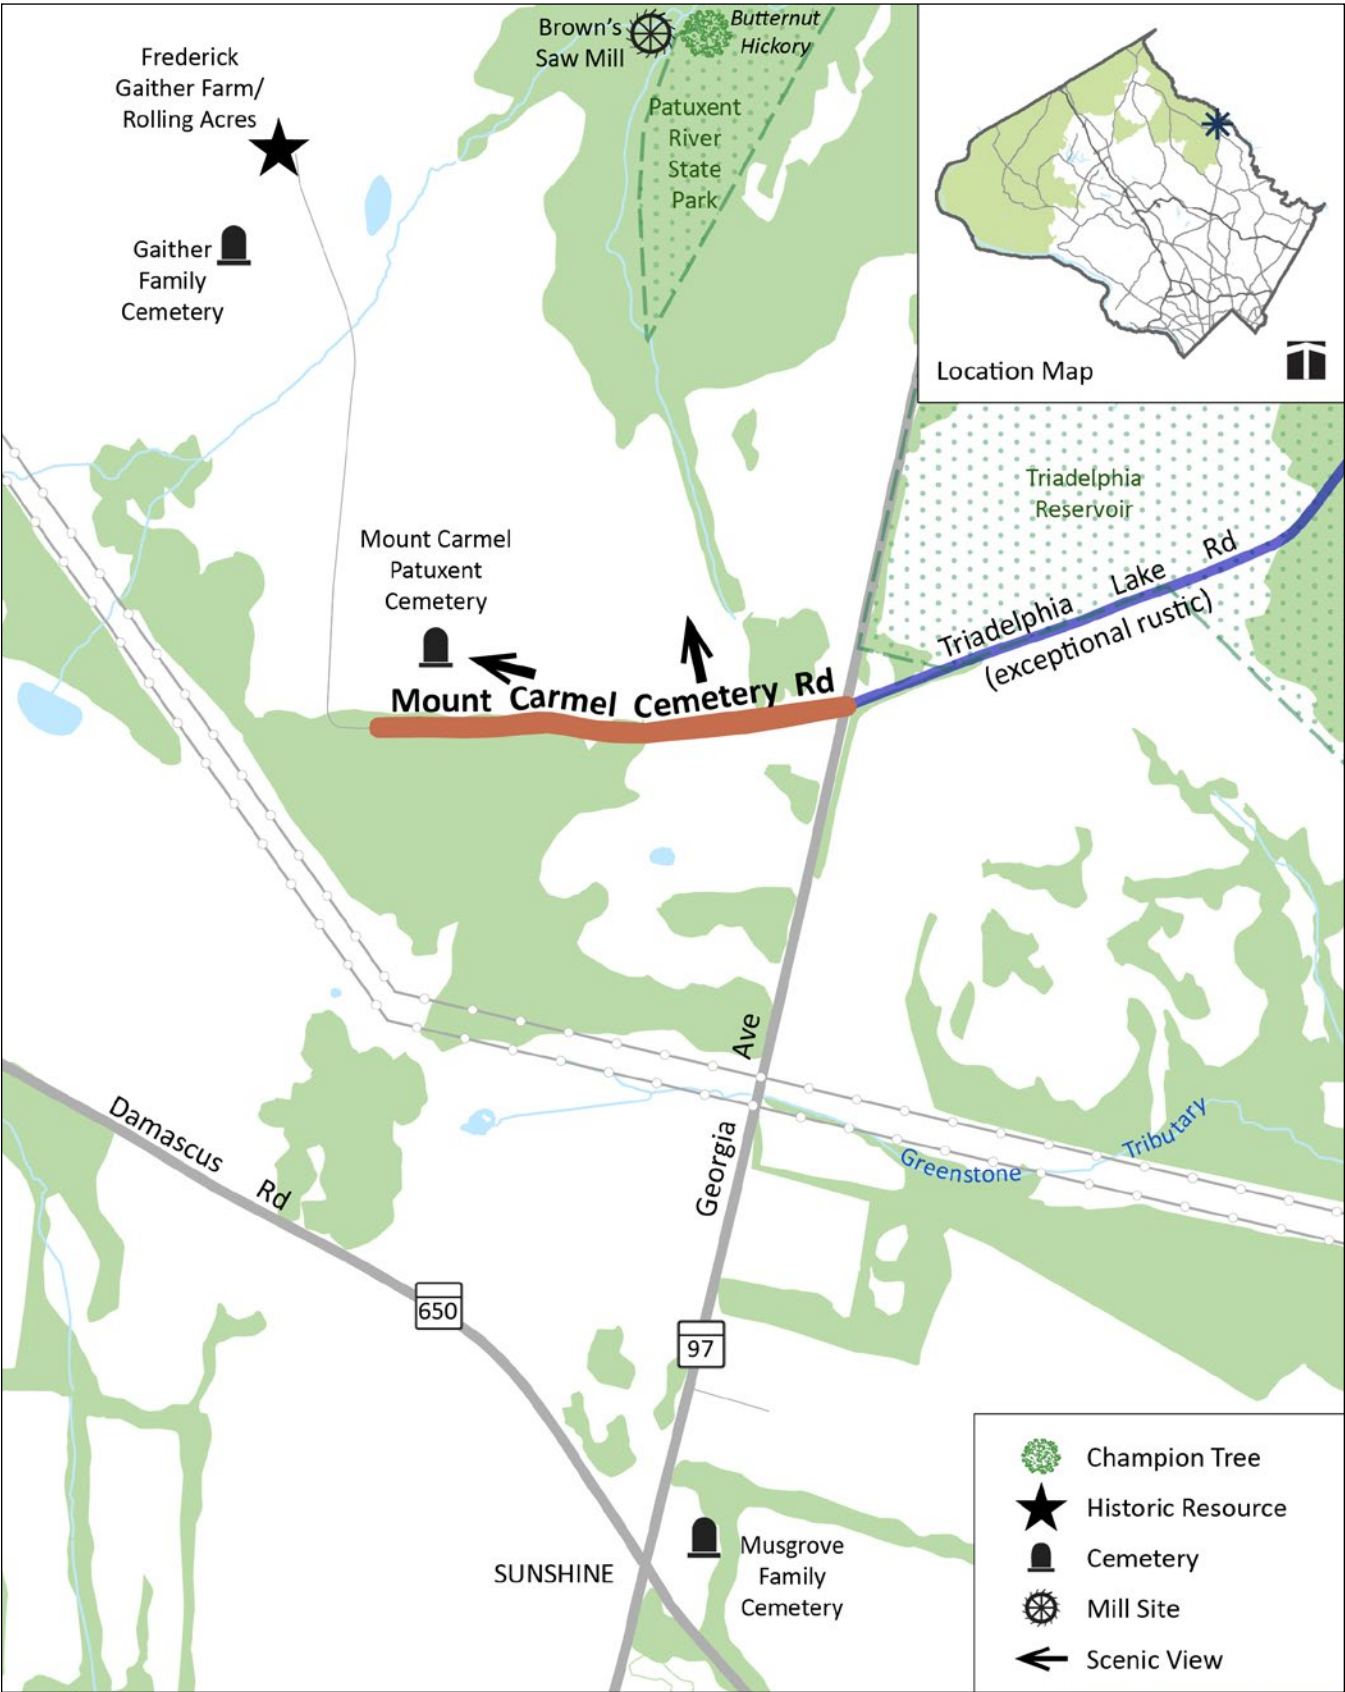 Brown's
Saw Mill
Butternut
Hickory
Frederick
Gaither Farm/
Rolling Acres
Patuxent
River
State
Park
Gaither
Family
Cemetery
Location Map
Triadelphia
Reservoir
Mount Carmel
Patuxent
Cemetery
Triadelphia Lake Rd
(exceptional rustic)
Mount Carmel Cemetery Rd
Georgia Ave
Damascus Rd
Greenstone Tributary
650
97
SUNSHINE
Musgrove
Family
Cemetery
Champion Tree
Historic Resource
Cemetery
Mill Site
Scenic View